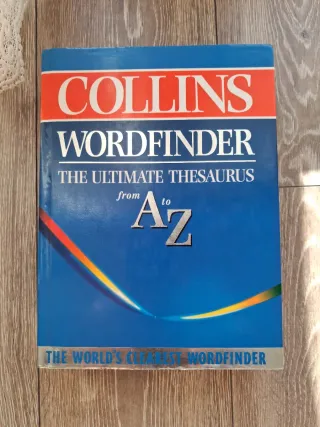 COLLINS
WORDFINDER
THE ULTIMATE THESAURUS
from A to Z
THE WORLD'S CLEAREST WORDFINDER